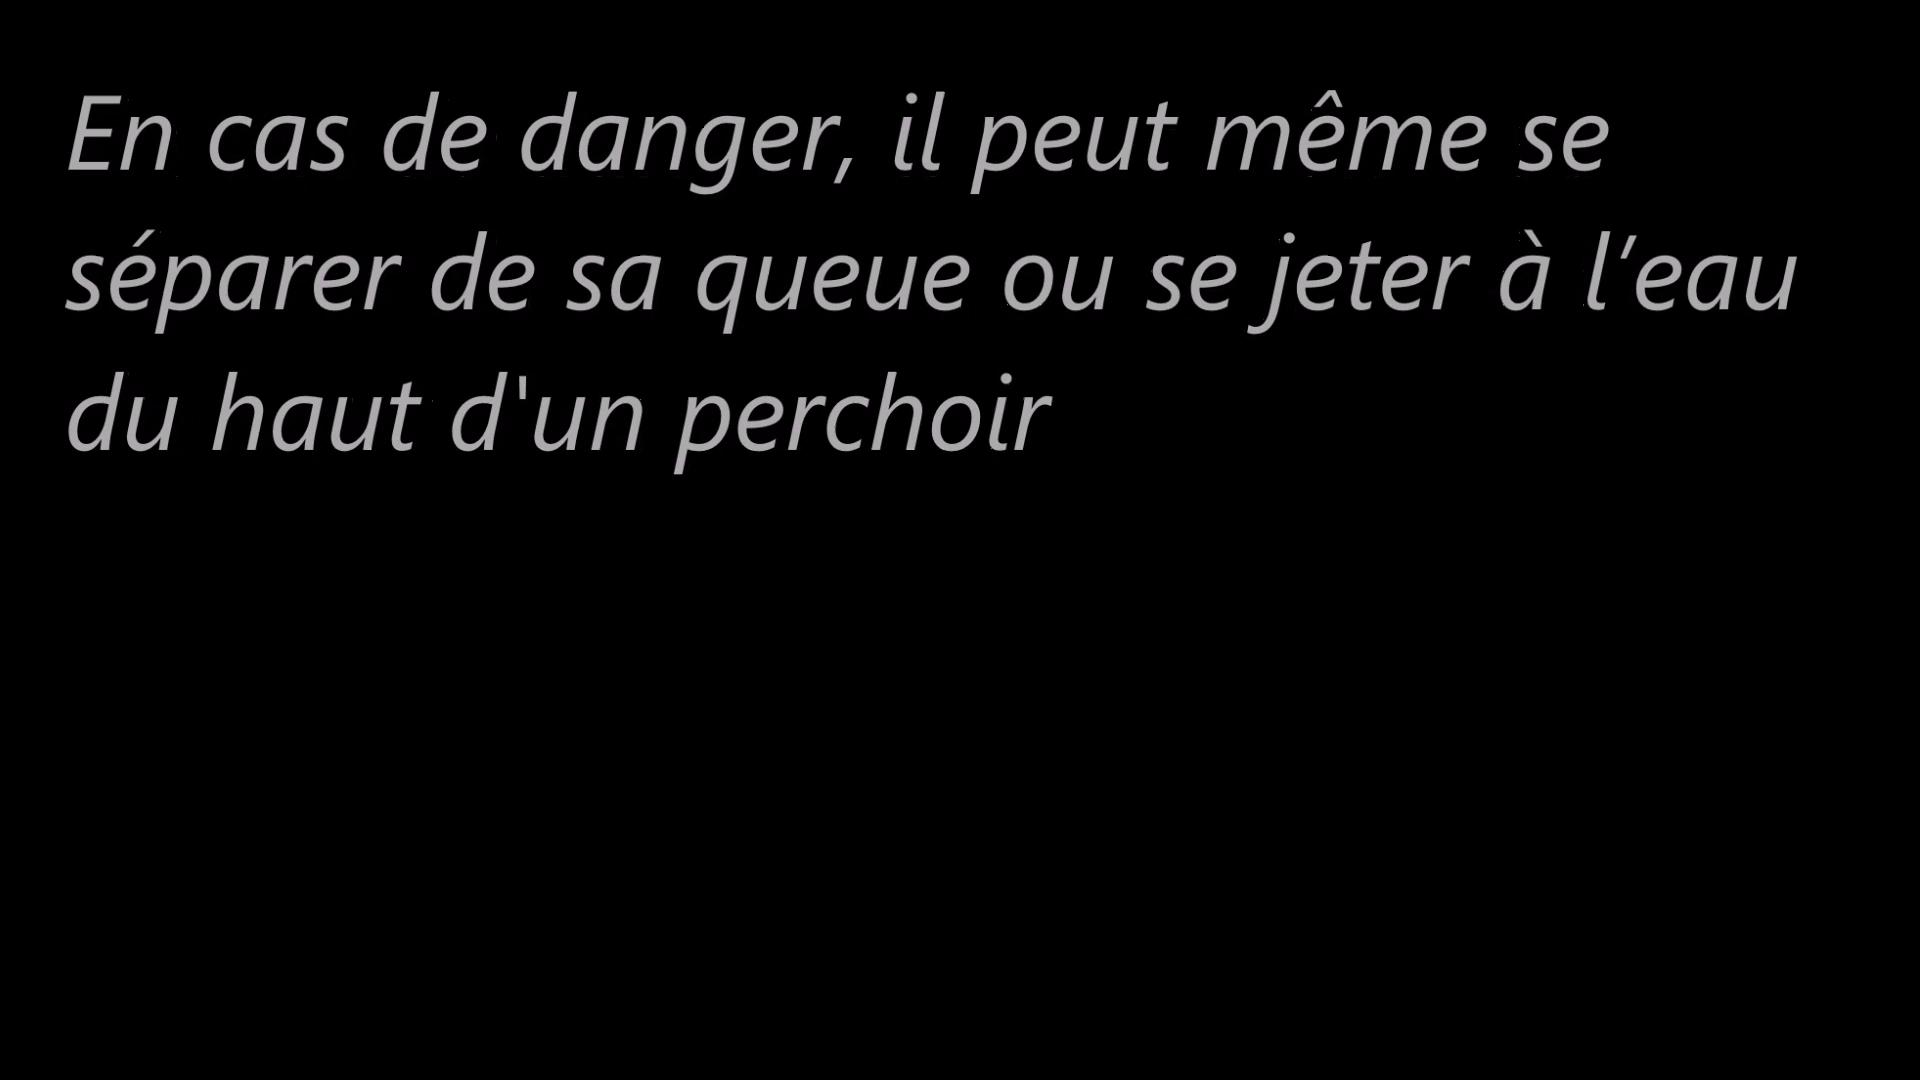 En cas de danger, il peut même se
séparer de sa queue ou se jeter à l’eau
du haut d'un perchoir